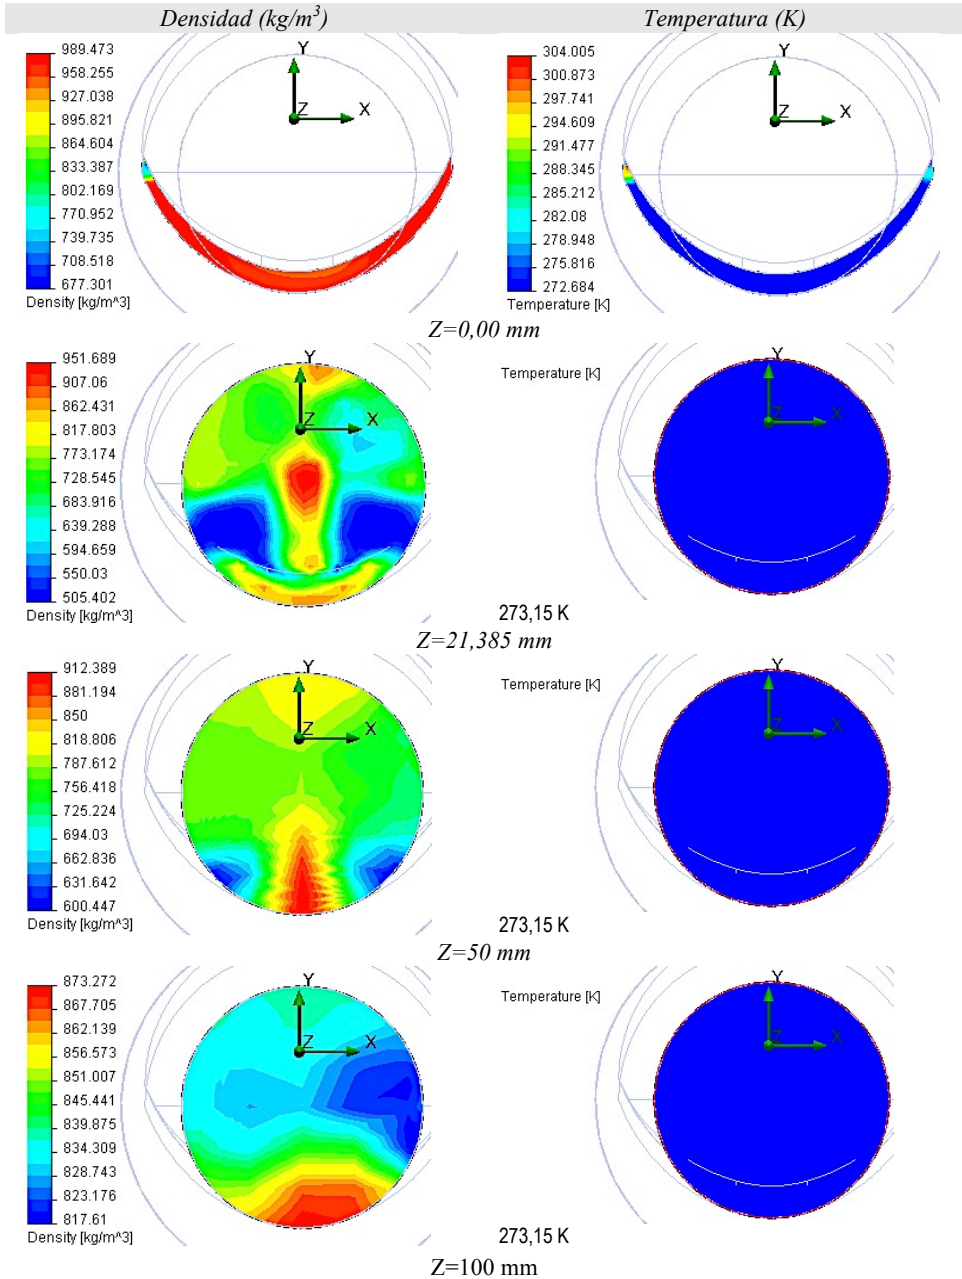 Densidad (kg/m³)
Temperatura (K)
989.473
958.255
927.038
895.821
864.604
833.387
802.169
770.952
739.735
708.518
677.301
Density [kg/m^3]
Y
Z
X
304.005
300.873
297.741
294.609
291.477
288.345
285.212
282.08
278.948
275.816
272.684
Temperature [K]
Y
Z
X
Z=0,00 mm
951.689
907.06
862.431
817.803
773.174
728.545
683.916
639.288
594.659
550.03
505.402
Density [kg/m^3]
Y
Z
X
Temperature [K]
273,15 K
Y
Z
X
Z=21,385 mm
912.389
881.194
850
818.806
787.612
756.418
725.224
694.03
662.836
631.642
600.447
Density [kg/m^3]
Y
Z
X
Temperature [K]
273,15 K
Y
Z
X
Z=50 mm
873.272
867.705
862.139
856.573
851.007
845.441
839.875
834.309
828.743
823.176
817.61
Density [kg/m^3]
Y
Z
X
Temperature [K]
273,15 K
Y
Z
X
Z=100 mm